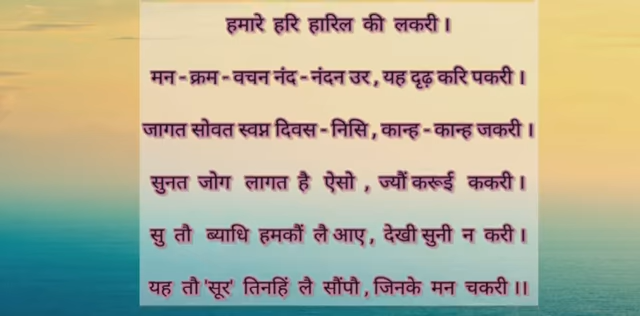 हमारे हरि हारिल की लकरी ।
मन - क्रम - वचन नंद - नंदन उर , यह दृढ़ करि पकरी ।
जागत सोवत स्वप्न दिवस - निसि , कान्ह - कान्ह जकरी ।
सुनत जोग लागत है ऐसो , ज्यौं करूई ककरी ।
सु तौ ब्याधि हमकौं लै आए , देखी सुनी न करी ।
यह तौ 'सूर' तिनहिं लै सौंपौ , जिनके मन चकरी ।।